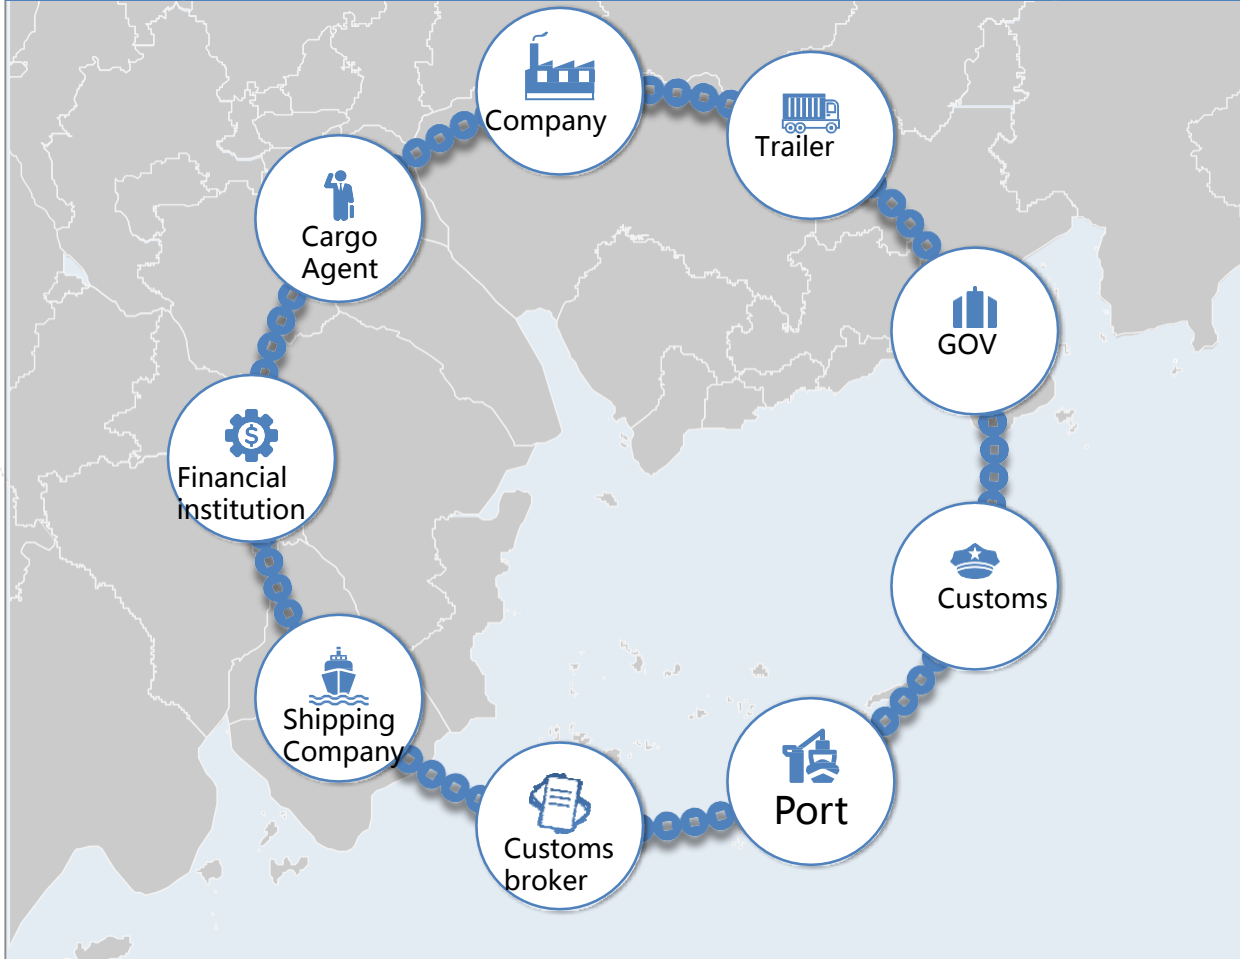 Company
Trailer
GOV
Customs
Port
Customs
broker
Shipping
Company
Financial
institution
Cargo
Agent